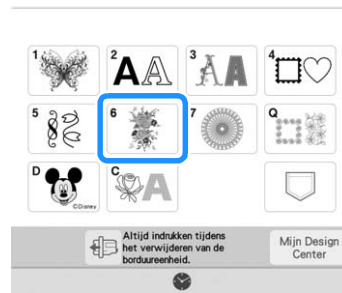 1 2 AA 3 AA 4
5 6 7 Q
D C A
©Disney
Altijd indrukken tijdens
het verwijderen van de
borduureenheid.
Mijn Design
Center